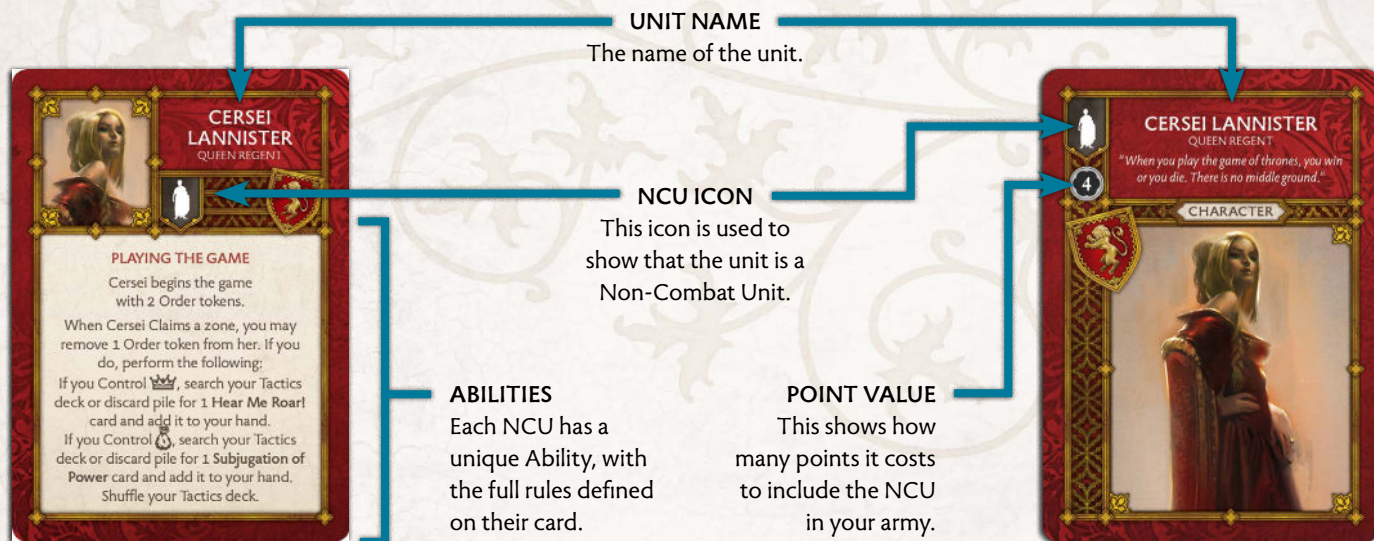 UNIT NAME
The name of the unit.
CERSEI
LANNISTER
QUEEN REGENT
PLAYING THE GAME
Cersei begins the game
with 2 Order tokens.
When Cersei Claims a zone, you may
remove 1 Order token from her. If you
do, perform the following:
If you Control , search your Tactics
deck or discard pile for 1 Hear Me Roar!
card and add it to your hand.
If you Control , search your Tactics
deck or discard pile for 1 Subjugation of
Power card and add it to your hand.
Shuffle your Tactics deck.
NCU ICON
This icon is used to
show that the unit is a
Non-Combat Unit.
ABILITIES
Each NCU has a
unique Ability, with
the full rules defined
on their card.
POINT VALUE
This shows how
many points it costs
to include the NCU
in your army.
CERSEI LANNISTER
QUEEN REGENT
"When you play the game of thrones, you win
or you die. There is no middle ground."
4
CHARACTER